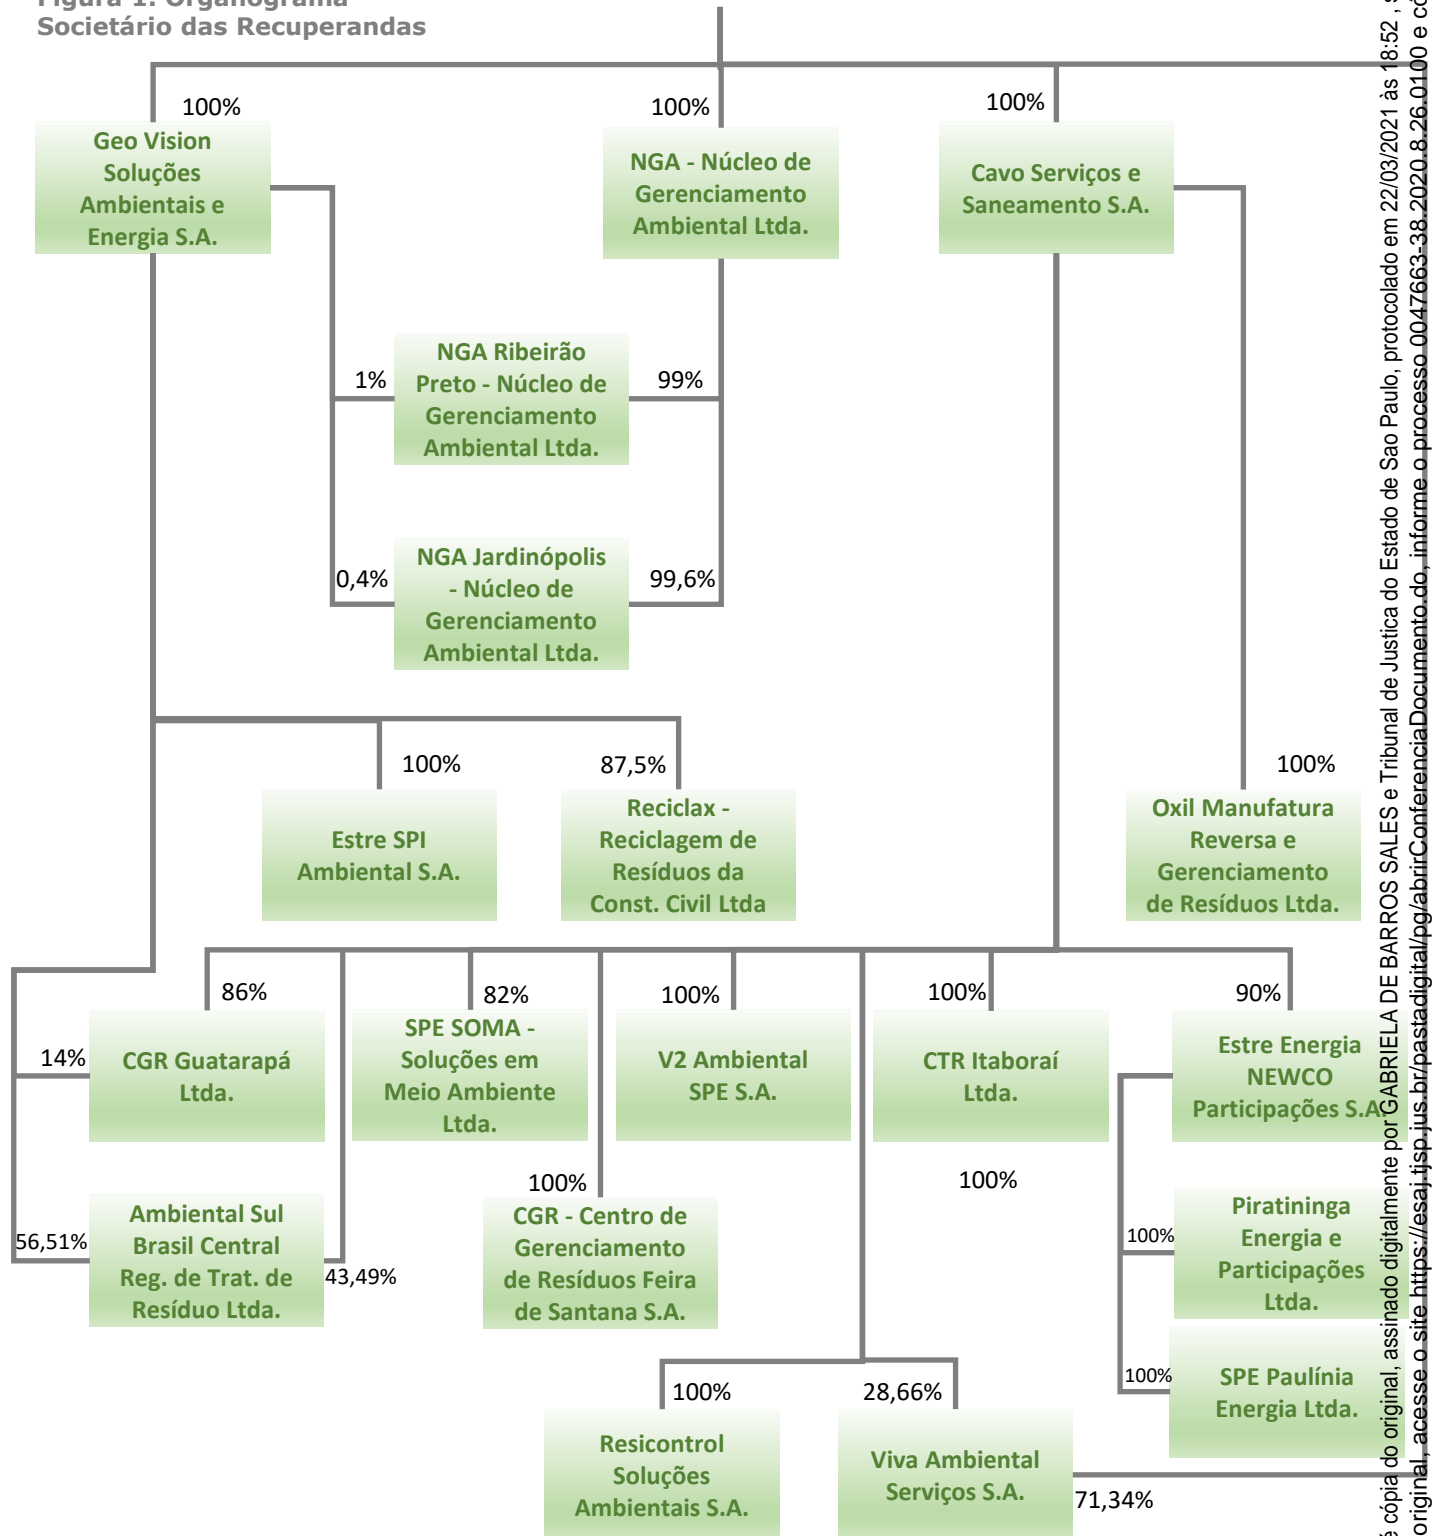 Figura 1: Organograma
Societário das Recuperandas
100%
Geo Vision
Soluções
Ambientais e
Energia S.A.
100%
NGA - Núcleo de
Gerenciamento
Ambiental Ltda.
100%
Cavo Serviços e
Saneamento S.A.
1%
NGA Ribeirão
Preto - Núcleo de
Gerenciamento
Ambiental Ltda.
99%
0,4%
NGA Jardinópolis
- Núcleo de
Gerenciamento
Ambiental Ltda.
99,6%
100%
Estre SPI
Ambiental S.A.
87,5%
Reciclax -
Reciclagem de
Resíduos da
Const. Civil Ltda
100%
Oxil Manufatura
Reversa e
Gerenciamento
de Resíduos Ltda.
86%
14%
CGR Guatarapá
Ltda.
82%
SPE SOMA -
Soluções em
Meio Ambiente
Ltda.
100%
V2 Ambiental
SPE S.A.
100%
CTR Itaboraí
Ltda.
90%
Estre Energia
NEWCO
Participações S.A.
56,51%
Ambiental Sul
Brasil Central
Reg. de Trat. de
Resíduo Ltda.
43,49%
100%
CGR - Centro de
Gerenciamento
de Resíduos Feira
de Santana S.A.
100%
100%
Piratininga
Energia e
Participações
Ltda.
100%
SPE Paulínia
Energia Ltda.
100%
Resicontrol
Soluções
Ambientais S.A.
28,66%
Viva Ambiental
Serviços S.A.
71,34%
é cópia do original, assinado digitalmente por GABRIELA DE BARROS SALES e Tribunal de Justica do Estado de Sao Paulo, protocolado em 22/03/2021 às 18:52 ,
original, acesse o site https://esaj.tjsp.jus.br/pastadigital/pg/abrirConferenciaDocumento.do, informe o processo 0047663-38.2020.8.26.0100 e